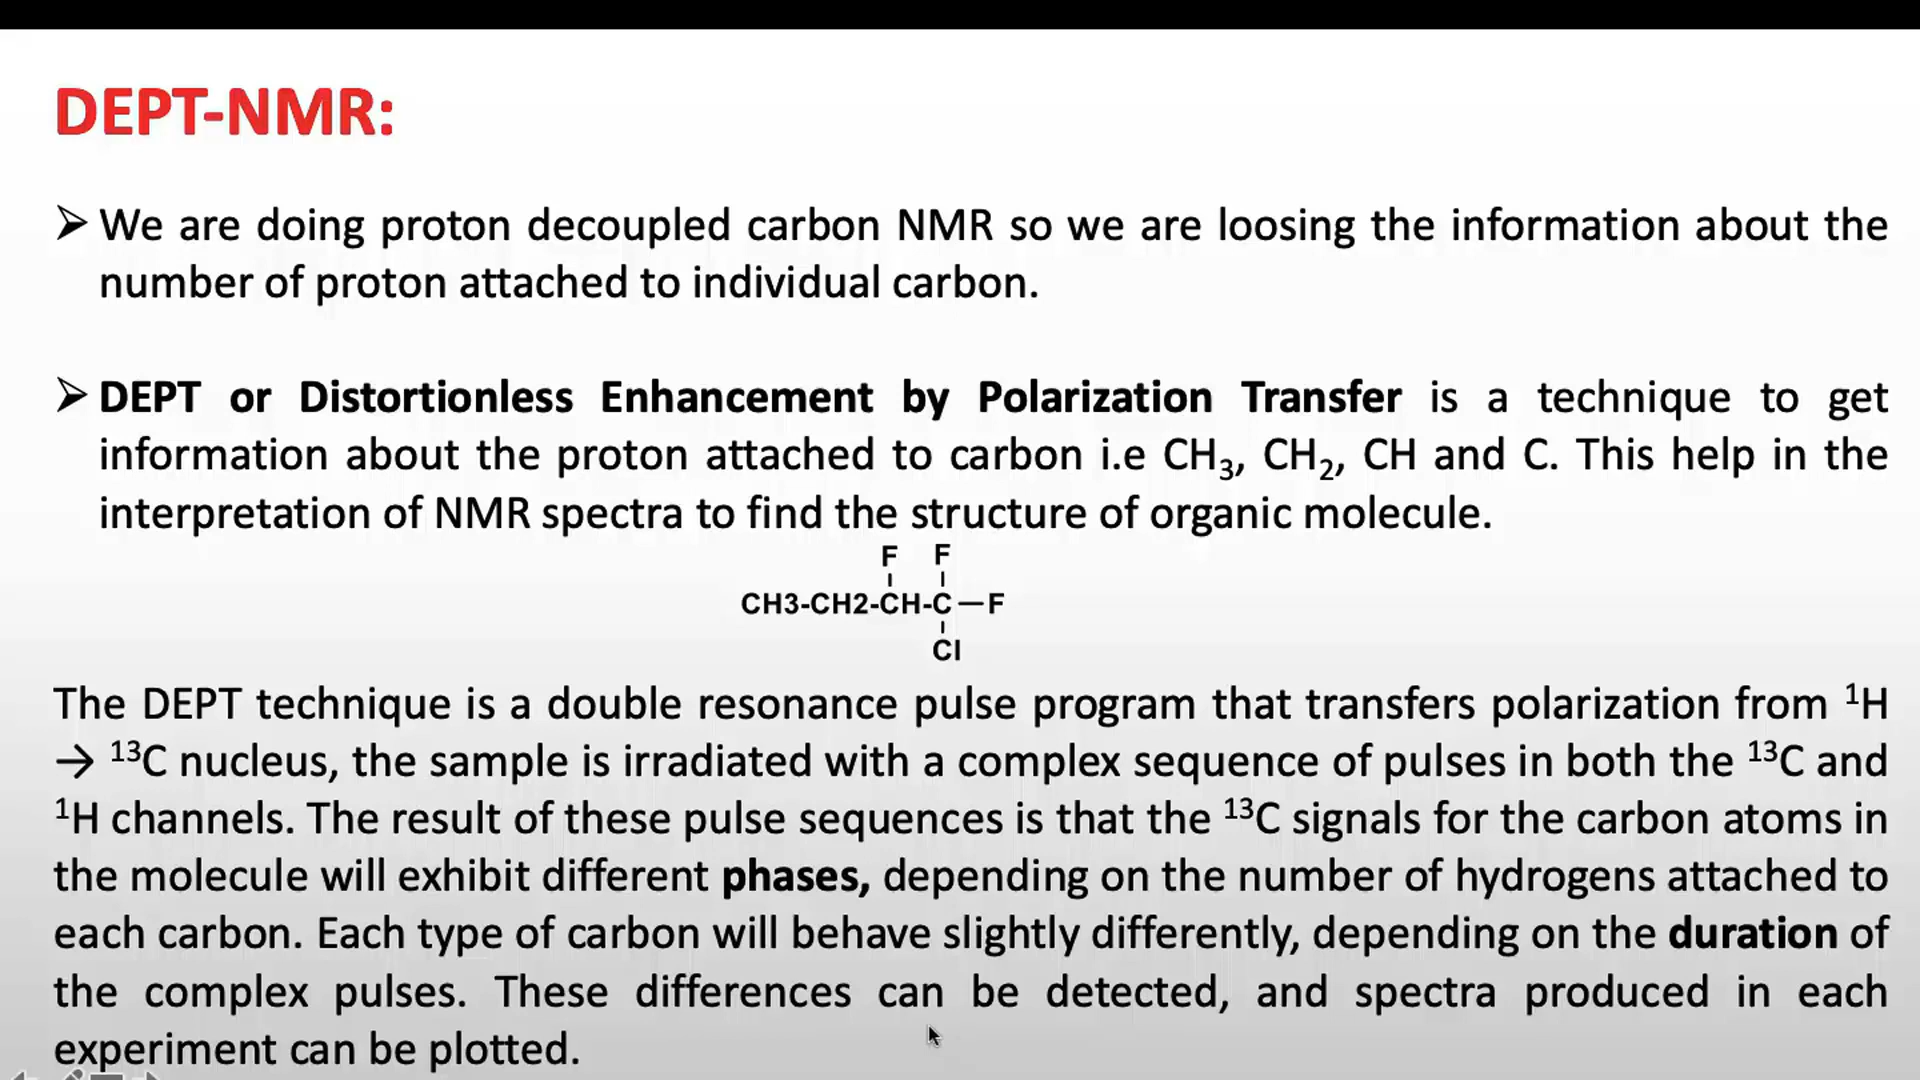 DEPT-NMR:
➢ We are doing proton decoupled carbon NMR so we are loosing the information about the
number of proton attached to individual carbon.
➢ DEPT or Distortionless Enhancement by Polarization Transfer is a technique to get
information about the proton attached to carbon i.e CH₃, CH₂, CH and C. This help in the
interpretation of NMR spectra to find the structure of organic molecule.
F F
CH3-CH2-CH-C—F
Cl
The DEPT technique is a double resonance pulse program that transfers polarization from ¹H
→ ¹³C nucleus, the sample is irradiated with a complex sequence of pulses in both the ¹³C and
¹H channels. The result of these pulse sequences is that the ¹³C signals for the carbon atoms in
the molecule will exhibit different phases, depending on the number of hydrogens attached to
each carbon. Each type of carbon will behave slightly differently, depending on the duration of
the complex pulses. These differences can be detected, and spectra produced in each
experiment can be plotted.